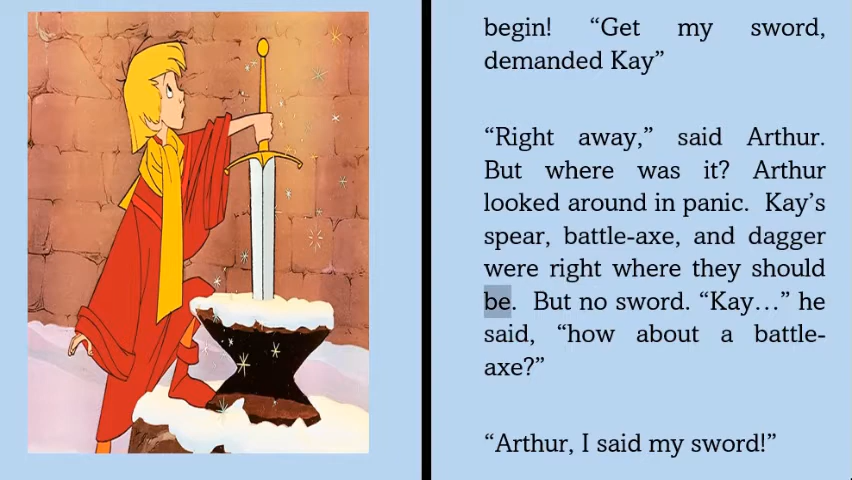 begin! “Get my sword,
demanded Kay”
“Right away,” said Arthur.
But where was it? Arthur
looked around in panic. Kay’s
spear, battle-axe, and dagger
were right where they should
be. But no sword. “Kay…” he
said, “how about a battle-
axe?”
“Arthur, I said my sword!”